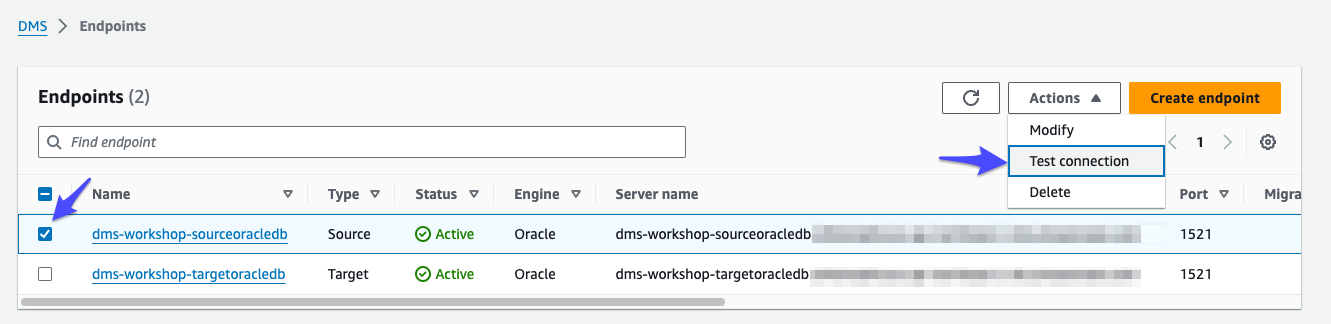 DMS > Endpoints
Endpoints (2)
Actions
Create endpoint
Find endpoint
Modify
Test connection
Delete
1
Name Type Status Engine Server name Port Migra
dms-workshop-sourceoracledb Source Active Oracle dms-workshop-sourceoracledb 1521
dms-workshop-targetoracledb Target Active Oracle dms-workshop-targetoracledb 1521